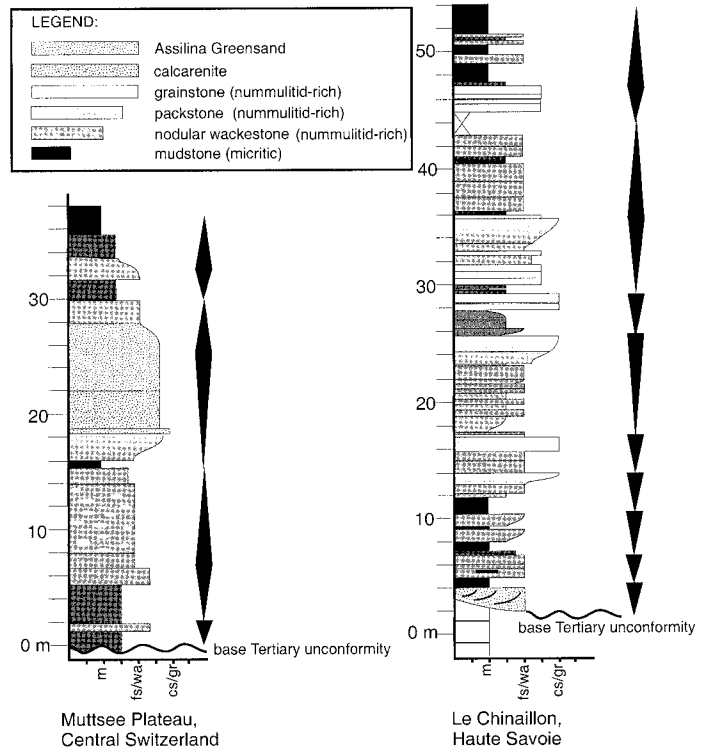 LEGEND:
Assilina Greensand
calcarenite
grainstone (nummulitid-rich)
packstone (nummulitid-rich)
nodular wackestone (nummulitid-rich)
mudstone (micritic)
30
20
10
0 m
base Tertiary unconformity
m
fs/wa
cs/gr
Muttsee Plateau,
Central Switzerland
50
40
30
20
10
0 m
base Tertiary unconformity
m
fs/wa
cs/gr
Le Chinaillon,
Haute Savoie